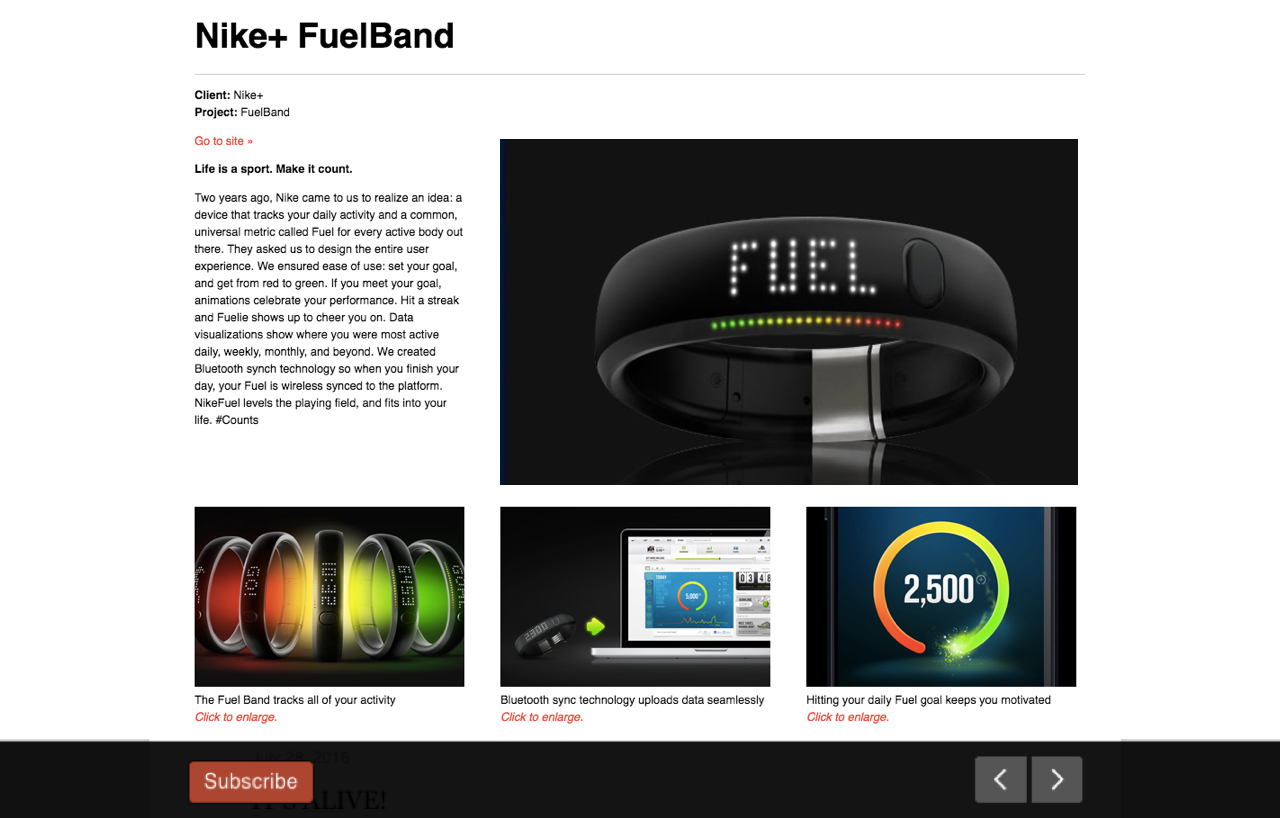 Nike+ FuelBand
Client: Nike+
Project: FuelBand
Go to site »
Life is a sport. Make it count.
Two years ago, Nike came to us to realize an idea: a
device that tracks your daily activity and a common,
universal metric called Fuel for every active body out
there. They asked us to design the entire user
experience. We ensured ease of use: set your goal,
and get from red to green. If you meet your goal,
animations celebrate your performance. Hit a streak
and Fuelie shows up to cheer you on. Data
visualizations show where you were most active
daily, weekly, monthly, and beyond. We created
Bluetooth synch technology so when you finish your
day, your Fuel is wireless synced to the platform.
NikeFuel levels the playing field, and fits into your
life. #Counts
FUEL
2300
TODAY
5,000
2,500
The Fuel Band tracks all of your activity
Click to enlarge.
Bluetooth sync technology uploads data seamlessly
Click to enlarge.
Hitting your daily Fuel goal keeps you motivated
Click to enlarge.
Subscribe
IT'S ALIVE!